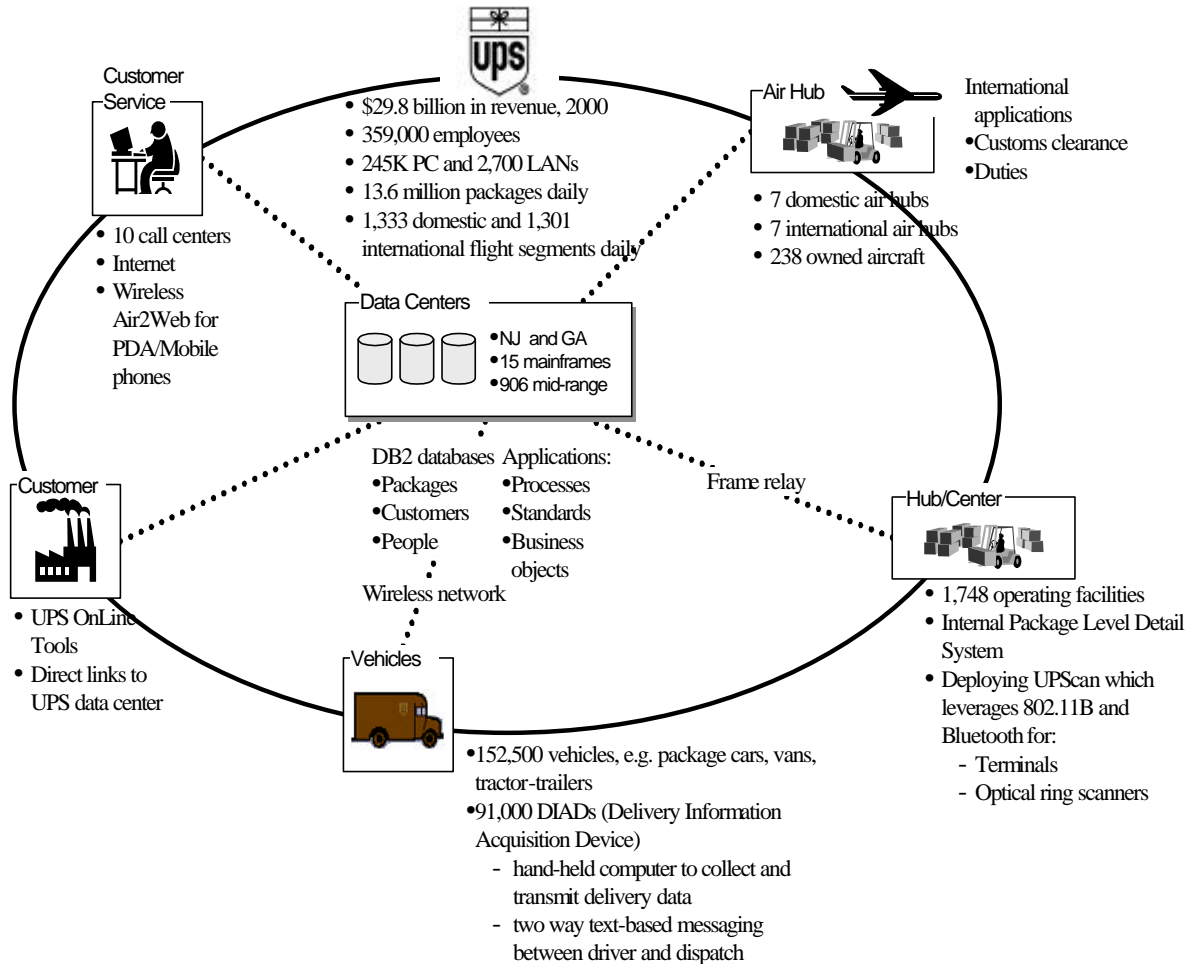 ups
®
Customer
Service
• 10 call centers
• Internet
• Wireless
Air2Web for
PDA/Mobile
phones
• $29.8 billion in revenue, 2000
• 359,000 employees
• 245K PC and 2,700 LANs
• 13.6 million packages daily
• 1,333 domestic and 1,301
international flight segments daily
Air Hub
• 7 domestic air hubs
• 7 international air hubs
• 238 owned aircraft
International
applications
•Customs clearance
•Duties
Data Centers
•NJ and GA
•15 mainframes
•906 mid-range
DB2 databases
•Packages
•Customers
•People
Applications:
•Processes
•Standards
•Business
objects
Frame relay
Wireless network
Customer
• UPS OnLine
Tools
• Direct links to
UPS data center
Hub/Center
• 1,748 operating facilities
• Internal Package Level Detail
System
• Deploying UPScan which
leverages 802.11B and
Bluetooth for:
- Terminals
- Optical ring scanners
Vehicles
•152,500 vehicles, e.g. package cars, vans,
tractor-trailers
•91,000 DIADs (Delivery Information
Acquisition Device)
- hand-held computer to collect and
transmit delivery data
- two way text-based messaging
between driver and dispatch